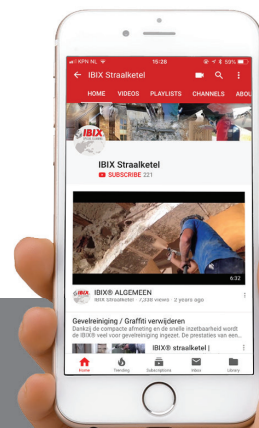 KPN NL 15:28 59%
IBIX Straalketel
HOME VIDEOS PLAYLISTS CHANNELS ABOU
IBIX
IBIX Straalketel
SUBSCRIBE 221
6:32
IBIX
IBIX® ALGEMEEN
IBIX Straalketel · 7,339 views · 2 years ago
Gevelreiniging / Graffiti verwijderen
Dankzij de compacte afmeting en de snelle inzetbaarheid wordt
de IBIX® veel voor gevelreiniging ingezet. De prestaties van een...
IBIX® straalketel |
Home Trending Subscriptions Inbox Library